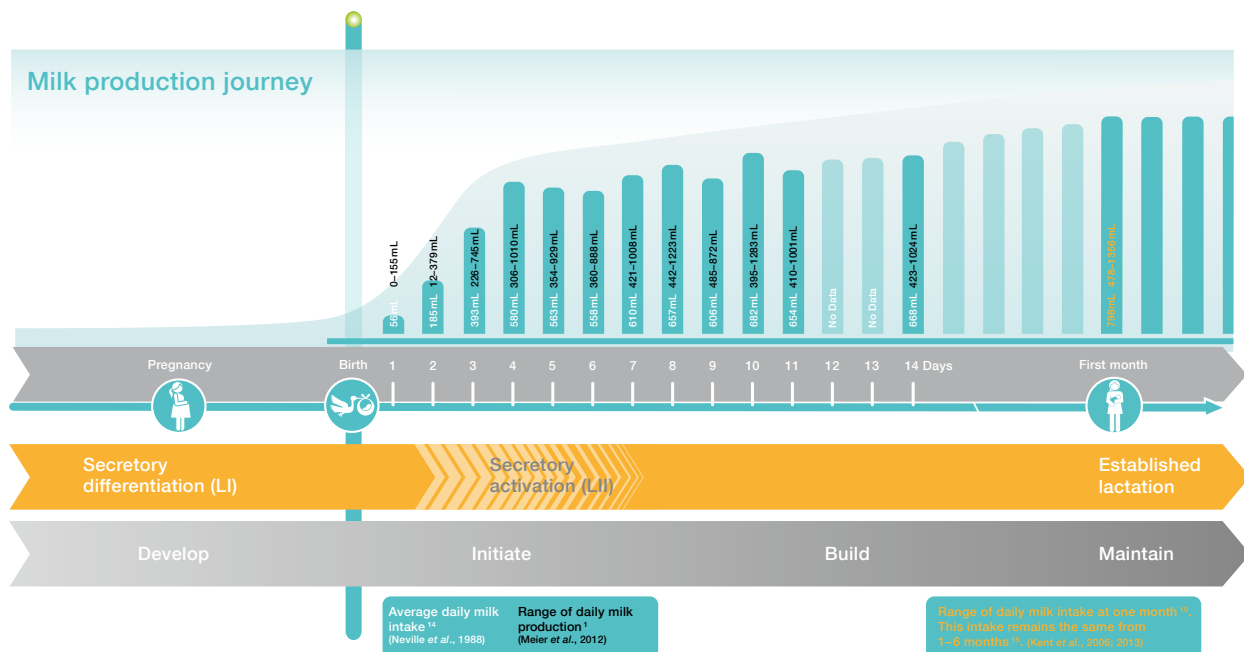 Milk production journey
56mL 0–155mL
185mL 12–379mL
393mL 226–745mL
580mL 306–1010mL
563mL 354–929mL
558mL 360–888mL
610mL 421–1008mL
657mL 442–1223mL
606mL 485–872mL
682mL 395–1283mL
654mL 410–1001mL
No Data
No Data
668mL 423–1024mL
798mL 478–1356mL
Pregnancy
Birth
1 2 3 4 5 6 7 8 9 10 11 12 13 14 Days
First month
Secretory
differentiation (LI)
Secretory
activation (LII)
Established
lactation
Develop
Initiate
Build
Maintain
Average daily milk
intake 14
(Neville et al., 1988)
Range of daily milk
production 1
(Meier et al., 2012)
Range of daily milk intake at one month
This intake remains the same from
1–6 months
(Kent et al., 2006; 2013)